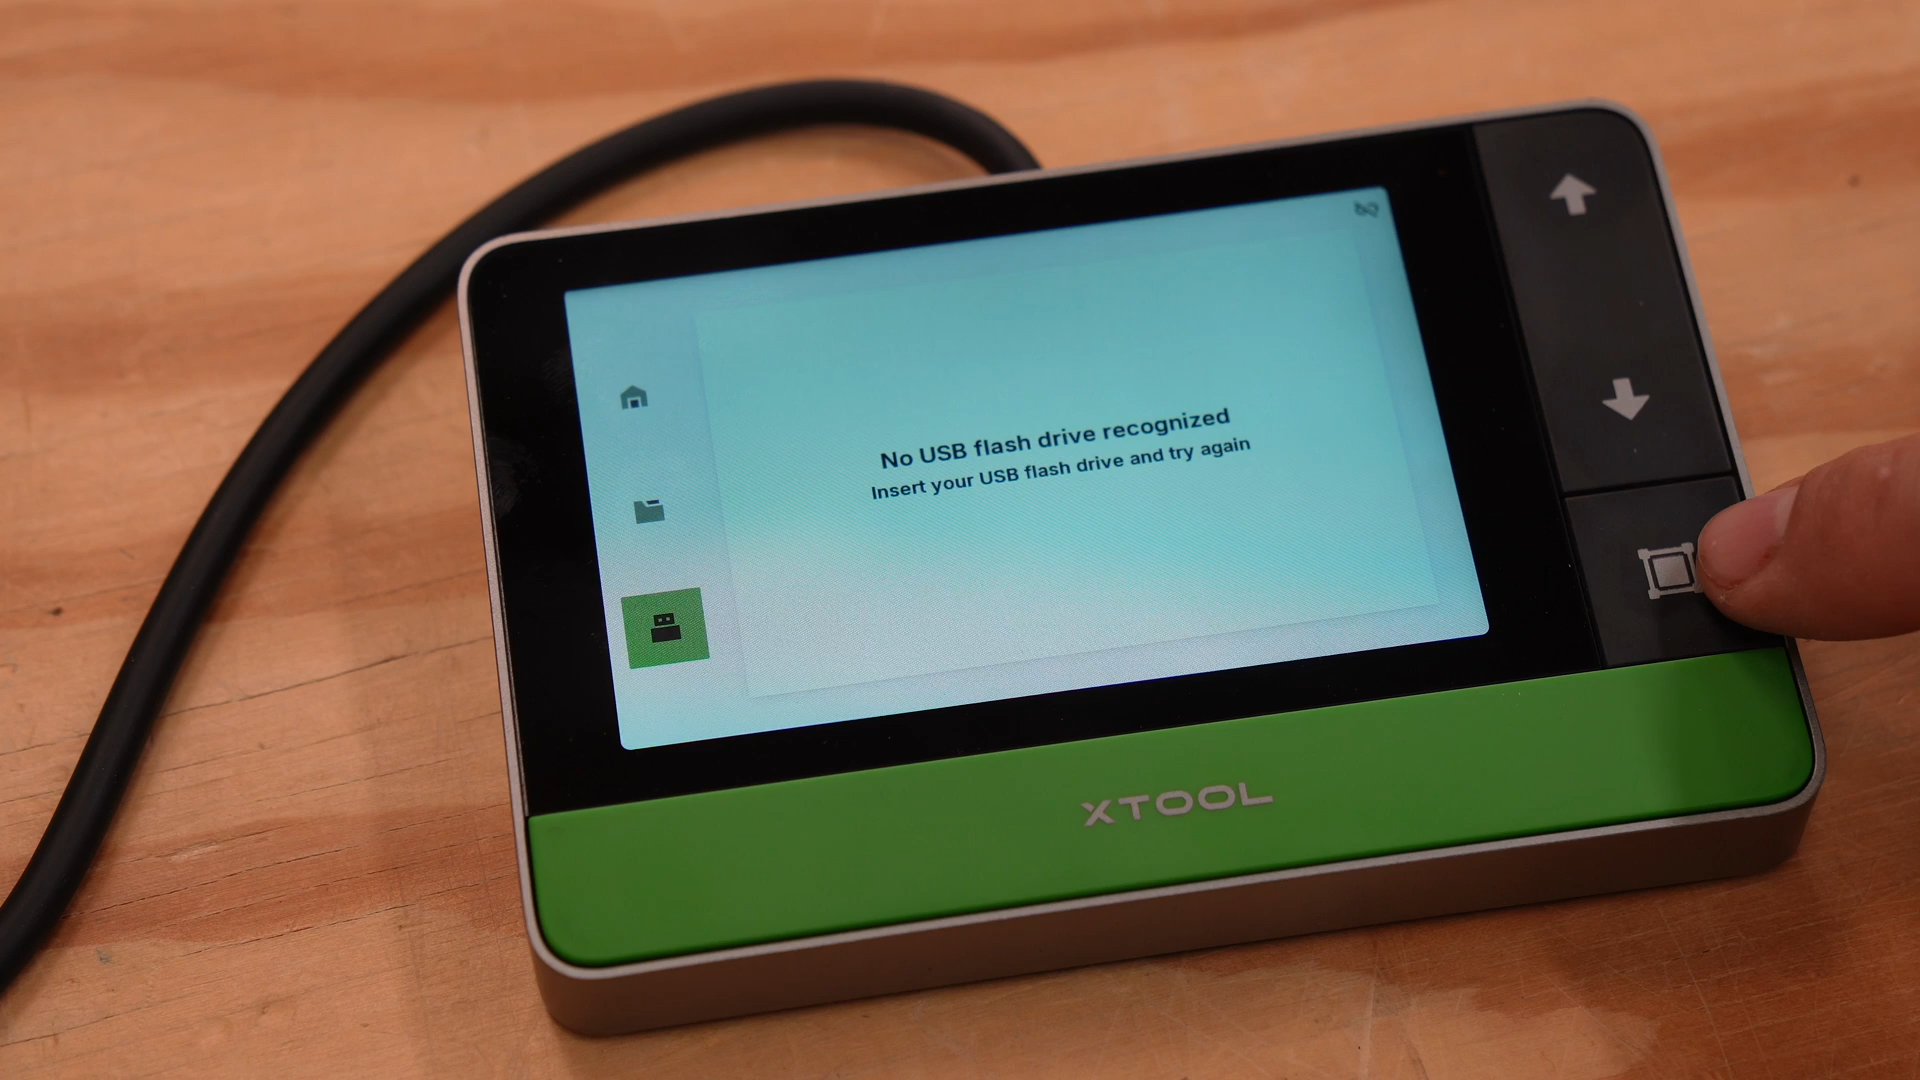 No USB flash drive recognized
Insert your USB flash drive and try again
XTOOL